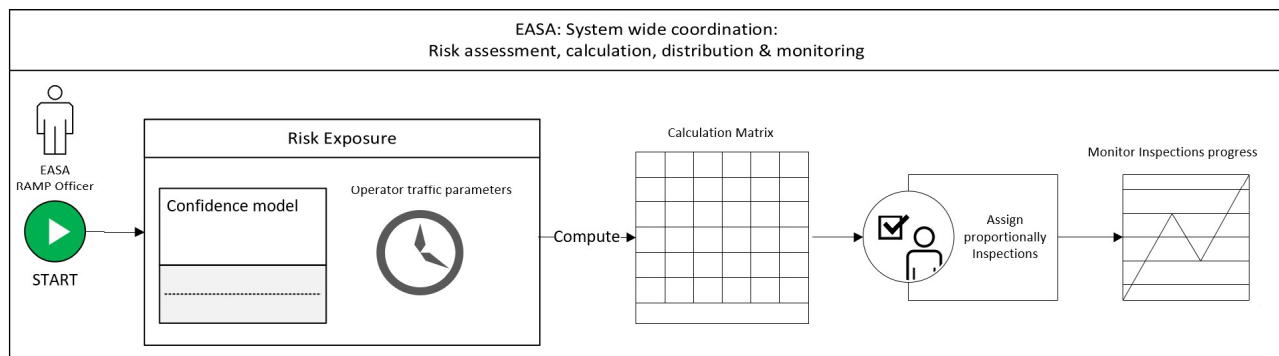 EASA: System wide coordination:
Risk assessment, calculation, distribution & monitoring
EASA
RAMP Officer
START
Risk Exposure
Confidence model
Operator traffic parameters
Compute
Calculation Matrix
Assign
proportionally
Inspections
Monitor Inspections progress